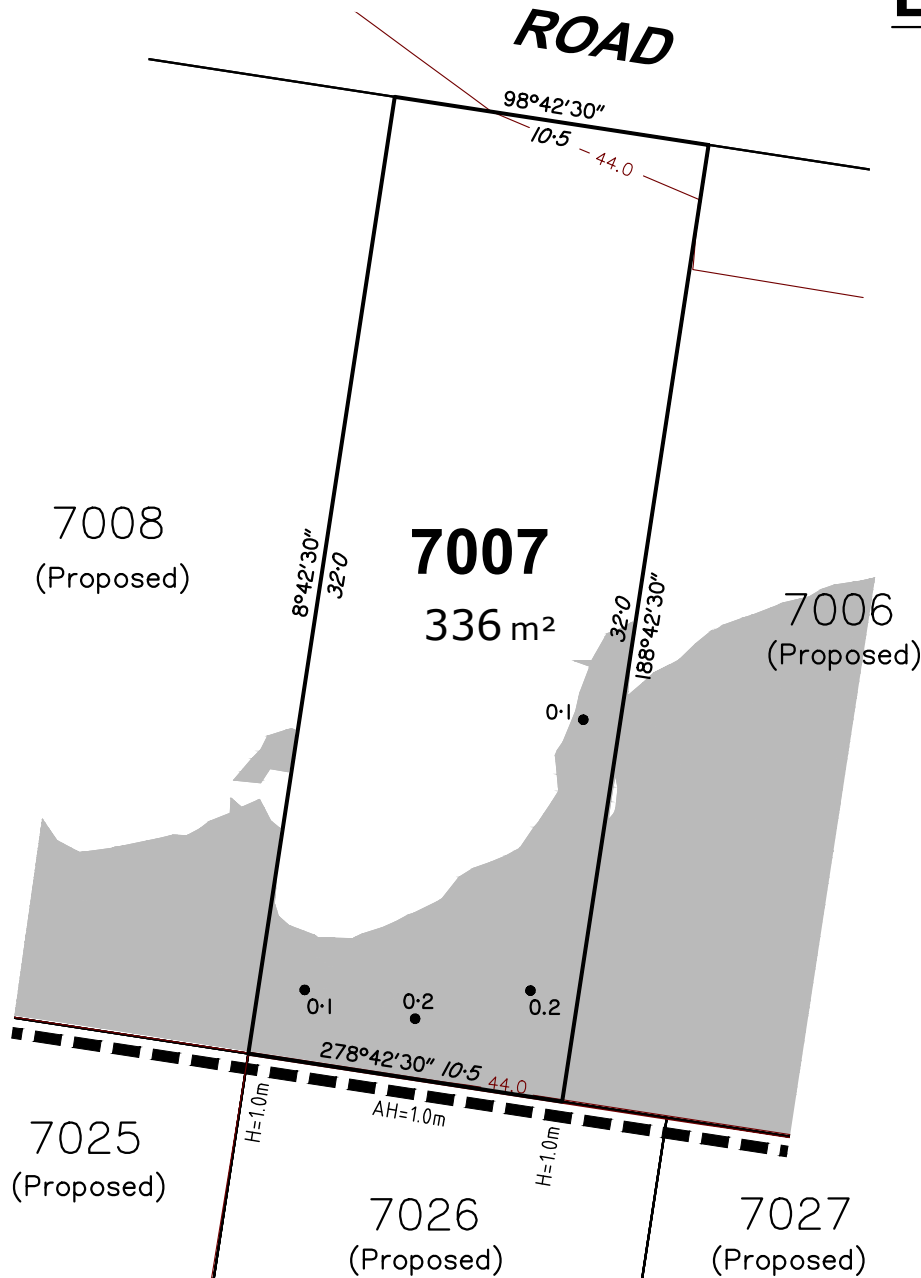 ROAD
98°42'30"
10·5
44.0
7008
(Proposed)
8°42'30"
32·0
7007
336 m²
32·0
188°42'30"
7006
(Proposed)
0·1
0·1
0·2
0.2
278°42'30" 10·5 44.0
H=1.0m
AH=1.0m
H=1.0m
7025
(Proposed)
7026
(Proposed)
7027
(Proposed)